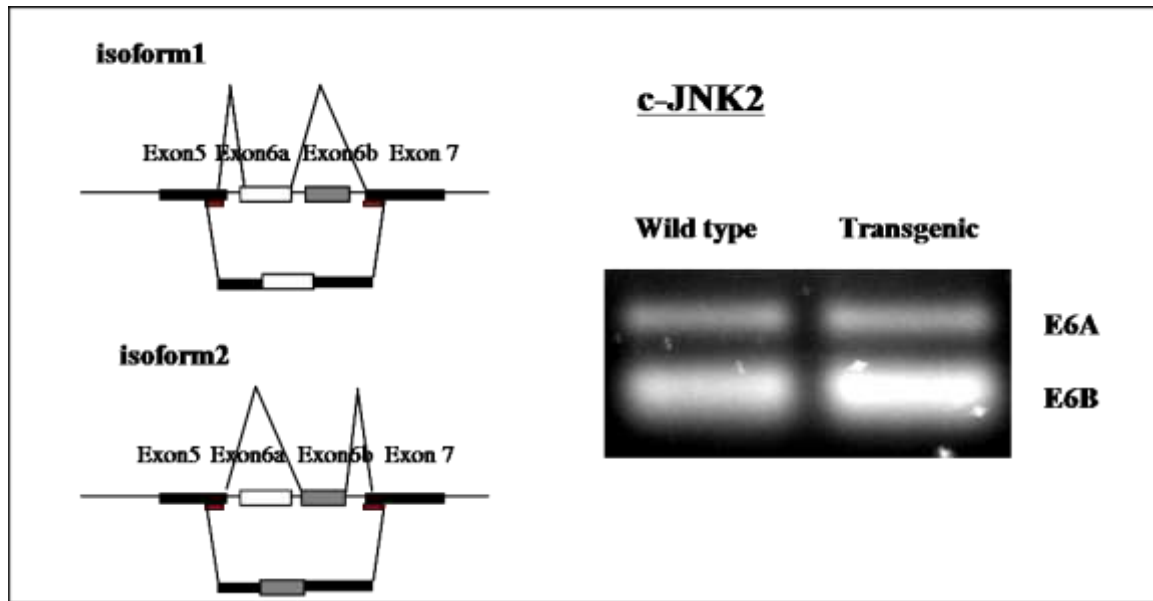 isoform1
Exon5 Exon6a Exon6b Exon 7
isoform2
Exon5 Exon6a Exon6b Exon 7
c-JNK2
Wild type Transgenic
E6A
E6B